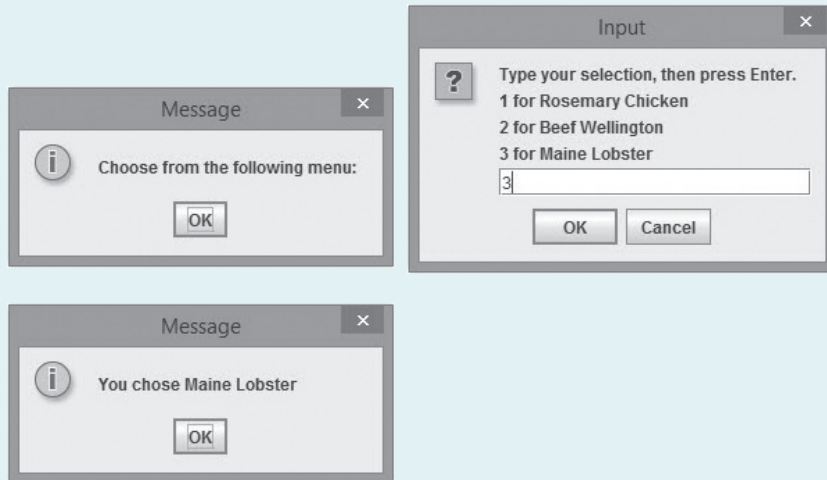 Message
×
i
Choose from the following menu:
OK
Input
×
?
Type your selection, then press Enter.
1 for Rosemary Chicken
2 for Beef Wellington
3 for Maine Lobster
3
OK Cancel
Message
×
i
You chose Maine Lobster
OK